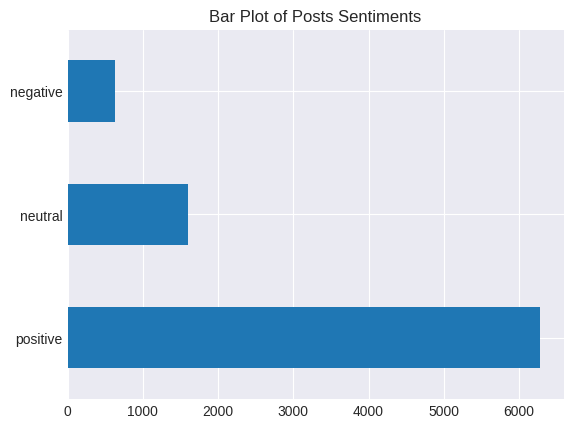 Bar Plot of Posts Sentiments
negative
neutral
positive
0 1000 2000 3000 4000 5000 6000